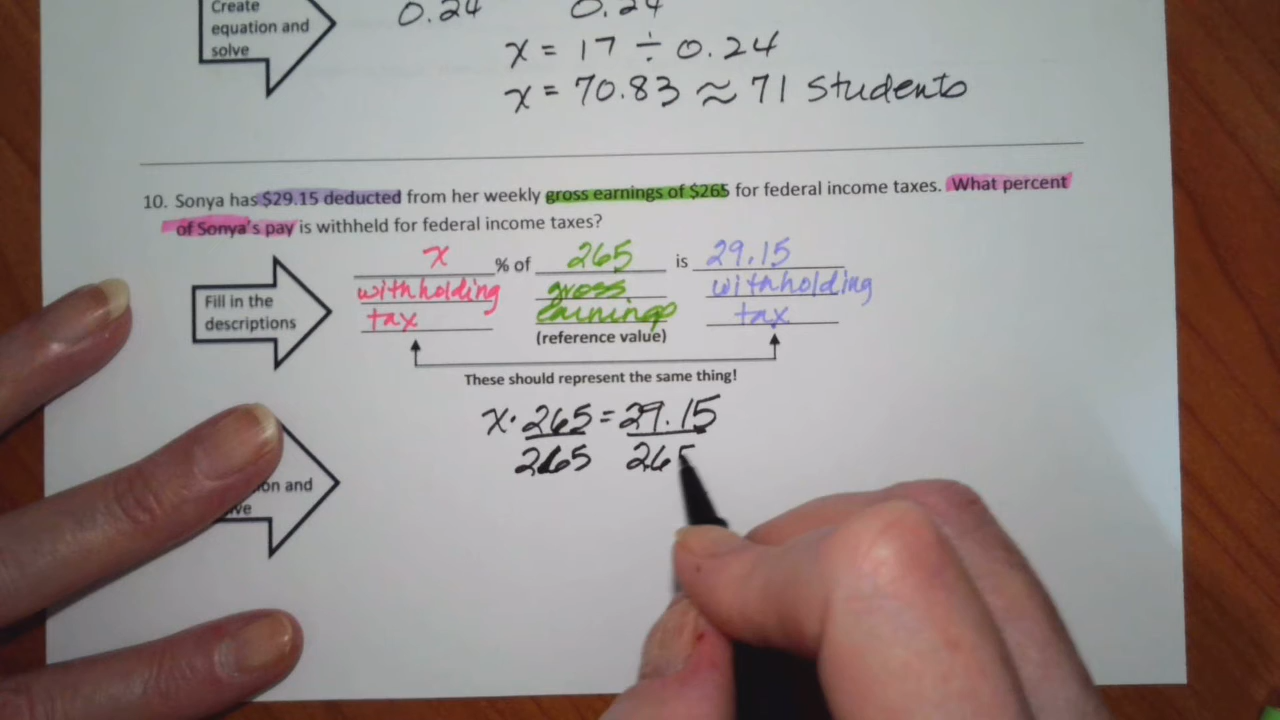 Create
equation and
solve
0.24 0.24
x = 17 ÷ 0.24
x = 70.83 ≈ 71 students
10. Sonya has $29.15 deducted from her weekly gross earnings of $265 for federal income taxes. What percent
of Sonya's pay is withheld for federal income taxes?
x % of 265 is 29.15
Fill in the
descriptions
withholding
tax
gross
earnings
(reference value)
withholding
tax
These should represent the same thing!
x · 265 = 29.15
265 265
and